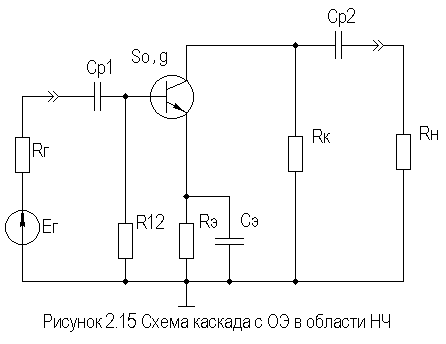 So,g
Cp1
Cp2
Rг
Rк
Rн
Eг
R12
Rэ
Cэ
Рисунок 2.15 Схема каскада с ОЭ в области НЧ